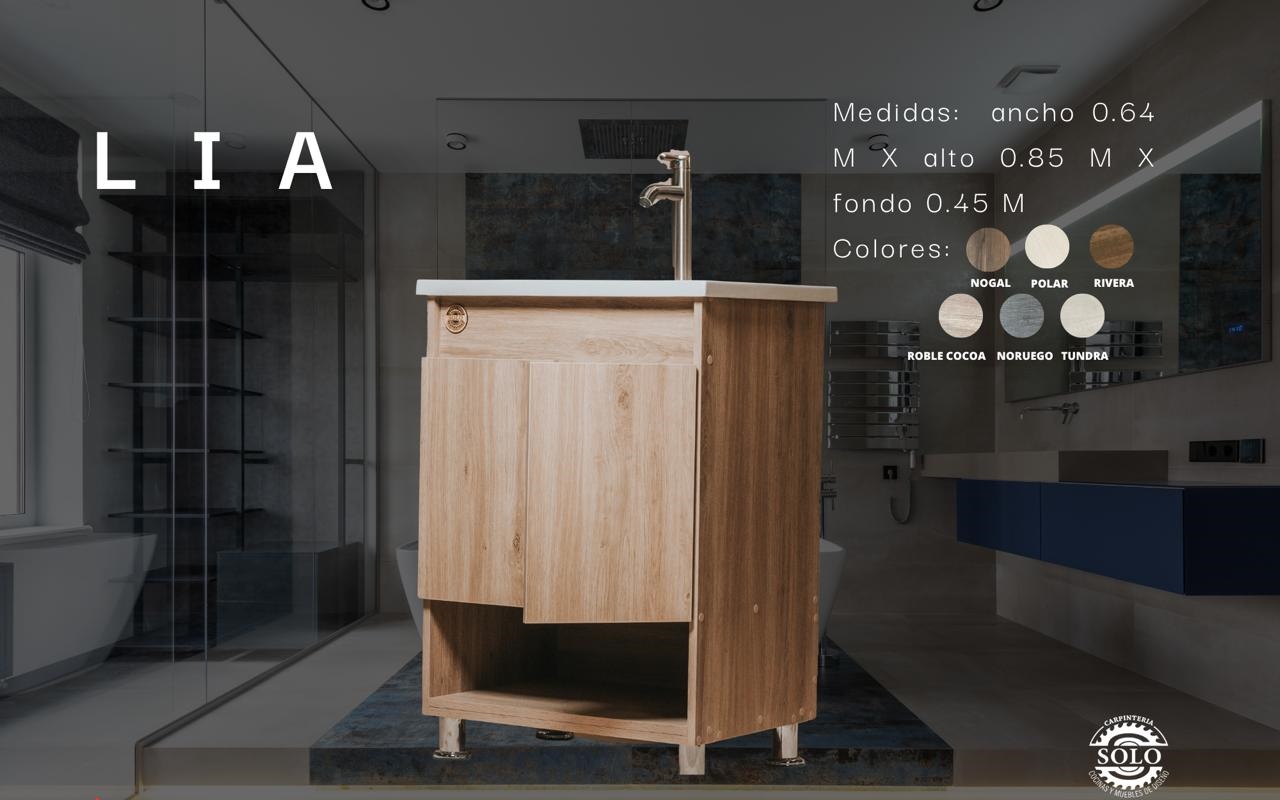 L I A
Medidas: ancho 0.64
M X alto 0.85 M X
fondo 0.45 M
Colores:
NOGAL POLAR RIVERA
ROBLE COCOA NORUEGO TUNDRA
CARPINTERIA
SOLO
COCINAS Y MUEBLES DE DISEÑO